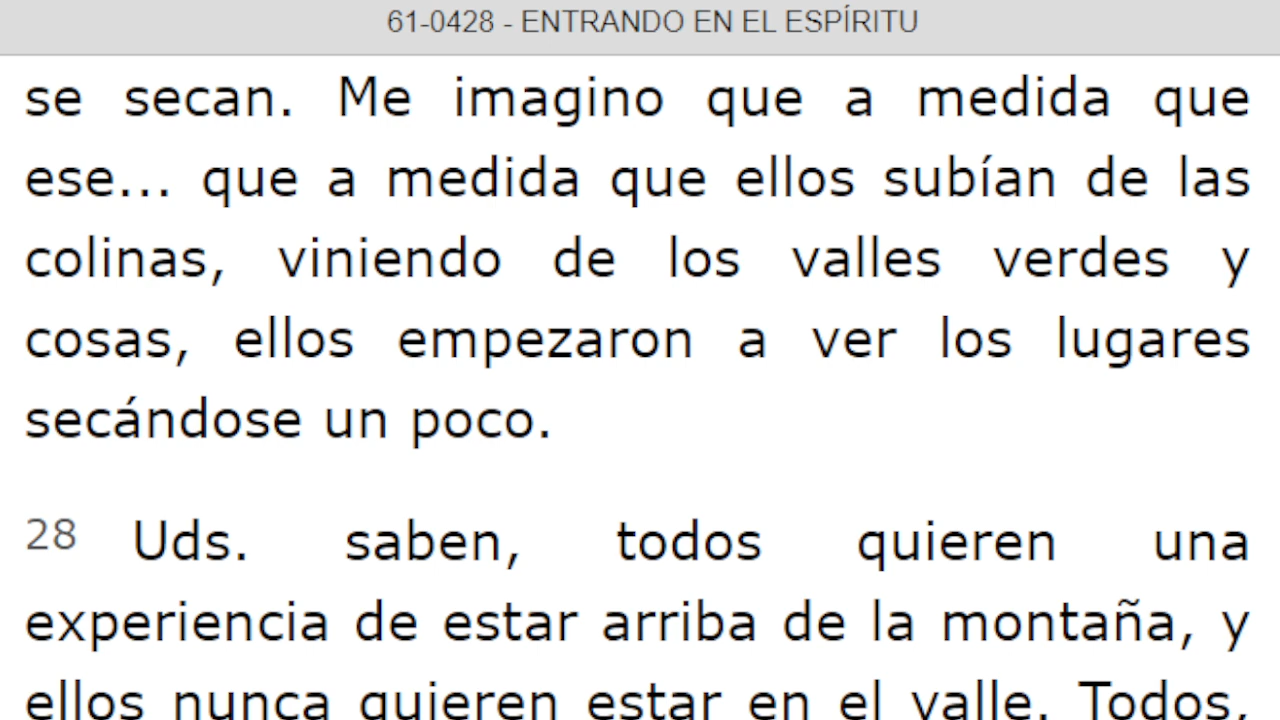 61-0428 - ENTRANDO EN EL ESPÍRITU
se secan. Me imagino que a medida que
ese... que a medida que ellos subían de las
colinas, viniendo de los valles verdes y
cosas, ellos empezaron a ver los lugares
secándose un poco.
28 Uds. saben, todos quieren una
experiencia de estar arriba de la montaña, y
ellos nunca quieren estar en el valle. Todos,